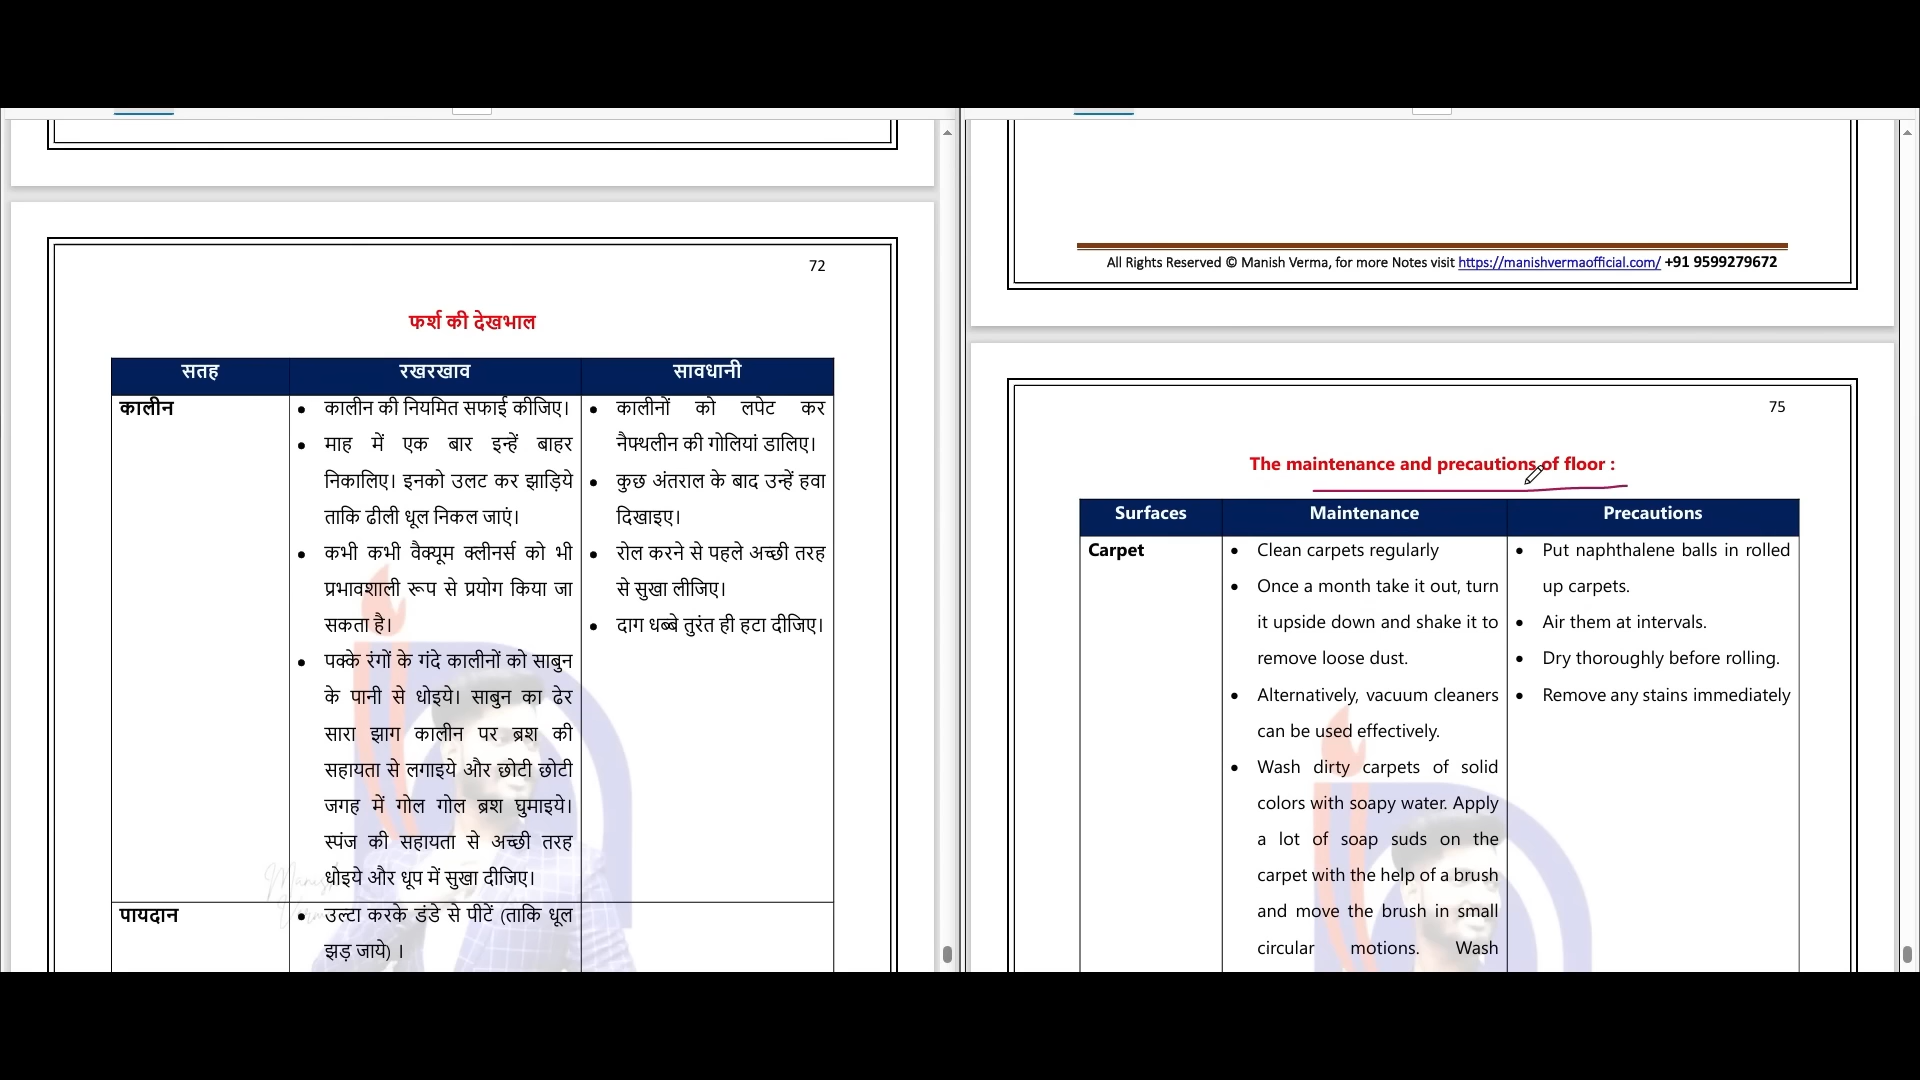 72
फर्श की देखभाल
सतह
रखरखाव
सावधानी
कालीन
• कालीन की नियमित सफाई कीजिए।
• माह में एक बार इन्हें बाहर
निकालिए। इनको उलट कर झाड़िये
ताकि ढीली धूल निकल जाएं।
• कभी कभी वैक्यूम क्लीनर्स को भी
प्रभावशाली रूप से प्रयोग किया जा
सकता है।
• पक्के रंगों के गंदे कालीनों को साबुन
के पानी से धोइये। साबुन का ढेर
सारा झाग कालीन पर ब्रश की
सहायता से लगाइये और छोटी छोटी
जगह में गोल गोल ब्रश घुमाइये।
स्पंज की सहायता से अच्छी तरह
धोइये और धूप में सुखा दीजिए।
• कालीनों को लपेट कर
नैफ्थलीन की गोलियां डालिए।
• कुछ अंतराल के बाद उन्हें हवा
दिखाइए।
• रोल करने से पहले अच्छी तरह
से सुखा लीजिए।
• दाग धब्बे तुरंत ही हटा दीजिए।
पायदान
• उल्टा करके डंडे से पीटें (ताकि धूल
झड़ जाये) ।
Manish
Verma
All Rights Reserved © Manish Verma, for more Notes visit https://manishvermaofficial.com/ +91 9599279672
75
The maintenance and precautions of floor :
Surfaces
Maintenance
Precautions
Carpet
• Clean carpets regularly
• Once a month take it out, turn
it upside down and shake it to
remove loose dust.
• Alternatively, vacuum cleaners
can be used effectively.
• Wash dirty carpets of solid
colors with soapy water. Apply
a lot of soap suds on the
carpet with the help of a brush
and move the brush in small
circular motions. Wash
• Put naphthalene balls in rolled
up carpets.
• Air them at intervals.
• Dry thoroughly before rolling.
• Remove any stains immediately